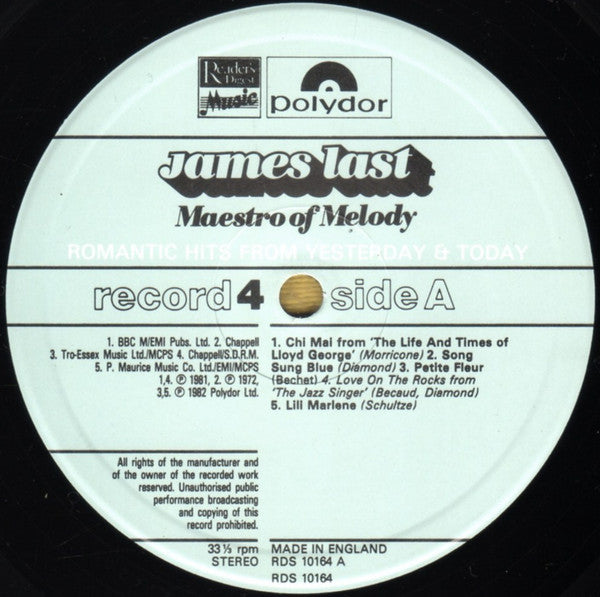 Reader's
Digest
Music
polydor
James Last
Maestro of Melody
ROMANTIC HITS FROM YESTERDAY & TODAY
record 4 side A
1. BBC M/EMI Pubs. Ltd. 2. Chappell
3. Tro-Essex Music Ltd./MCPS 4. Chappell/S.D.R.M.
5. P. Maurice Music Co. Ltd/EMI/MCPS
1,4. ℗ 1981, 2. ℗ 1972,
3,5. ℗ 1982 Polydor Ltd.
1. Chi Mai from 'The Life And Times of
Lloyd George' (Morricone) 2. Song
Sung Blue (Diamond) 3. Petite Fleur
(Bechet) 4. Love On The Rocks from
'The Jazz Singer' (Becaud, Diamond)
5. Lili Marlene (Schultze)
All rights of the manufacturer and
of the owner of the recorded work
reserved. Unauthorised public
performance broadcasting
and copying of this
record prohibited.
33⅓ rpm
STEREO
MADE IN ENGLAND
RDS 10164 A
RDS 10164